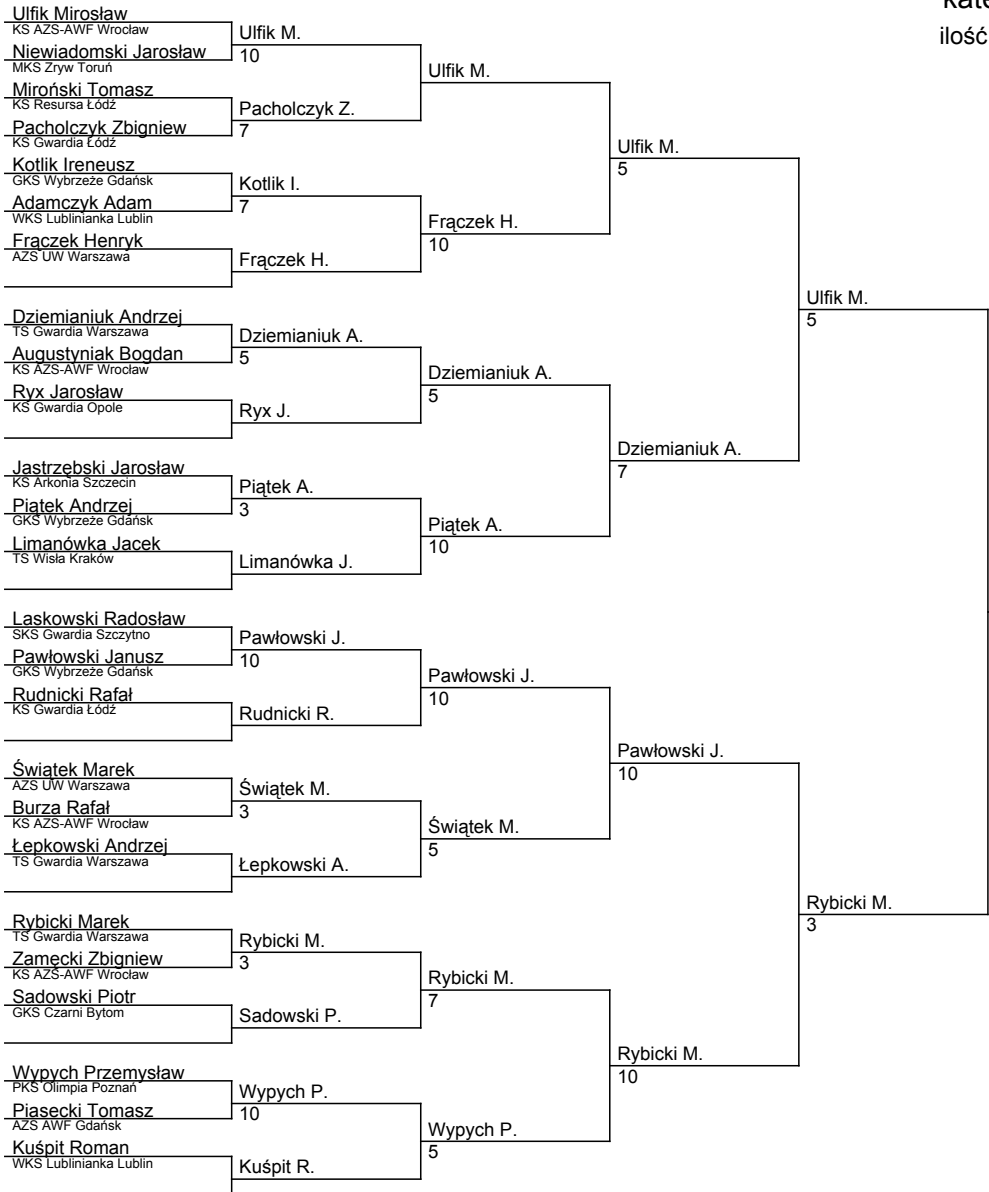 kate
ilość
Ulfik Mirosław
KS AZS-AWF Wrocław
Niewiadomski Jarosław
MKS Zryw Toruń
Miroński Tomasz
KS Resursa Łódź
Pacholczyk Zbigniew
KS Gwardia Łódź
Kotlik Ireneusz
GKS Wybrzeże Gdańsk
Adamczyk Adam
WKS Lublinianka Lublin
Frączek Henryk
AZS UW Warszawa
Dziemianiuk Andrzej
TS Gwardia Warszawa
Augustyniak Bogdan
KS AZS-AWF Wrocław
Ryx Jarosław
KS Gwardia Opole
Jastrzębski Jarosław
KS Arkonia Szczecin
Piątek Andrzej
GKS Wybrzeże Gdańsk
Limanówka Jacek
TS Wisła Kraków
Laskowski Radosław
SKS Gwardia Szczytno
Pawłowski Janusz
GKS Wybrzeże Gdańsk
Rudnicki Rafał
KS Gwardia Łódź
Świątek Marek
AZS UW Warszawa
Burza Rafał
KS AZS-AWF Wrocław
Łepkowski Andrzej
TS Gwardia Warszawa
Rybicki Marek
TS Gwardia Warszawa
Zamęcki Zbigniew
KS AZS-AWF Wrocław
Sadowski Piotr
GKS Czarni Bytom
Wypych Przemysław
PKS Olimpia Poznań
Piasecki Tomasz
AZS AWF Gdańsk
Kuśpit Roman
WKS Lublinianka Lublin
Ulfik M.
10
Pacholczyk Z.
7
Kotlik I.
7
Frączek H.
Dziemianiuk A.
5
Ryx J.
Piątek A.
3
Limanówka J.
Pawłowski J.
10
Rudnicki R.
Świątek M.
3
Łepkowski A.
Rybicki M.
3
Sadowski P.
Wypych P.
10
Kuśpit R.
Ulfik M.
Frączek H.
10
Dziemianiuk A.
5
Piątek A.
10
Pawłowski J.
10
Świątek M.
5
Rybicki M.
7
Wypych P.
5
Ulfik M.
5
Dziemianiuk A.
7
Pawłowski J.
10
Rybicki M.
10
Ulfik M.
5
Rybicki M.
3